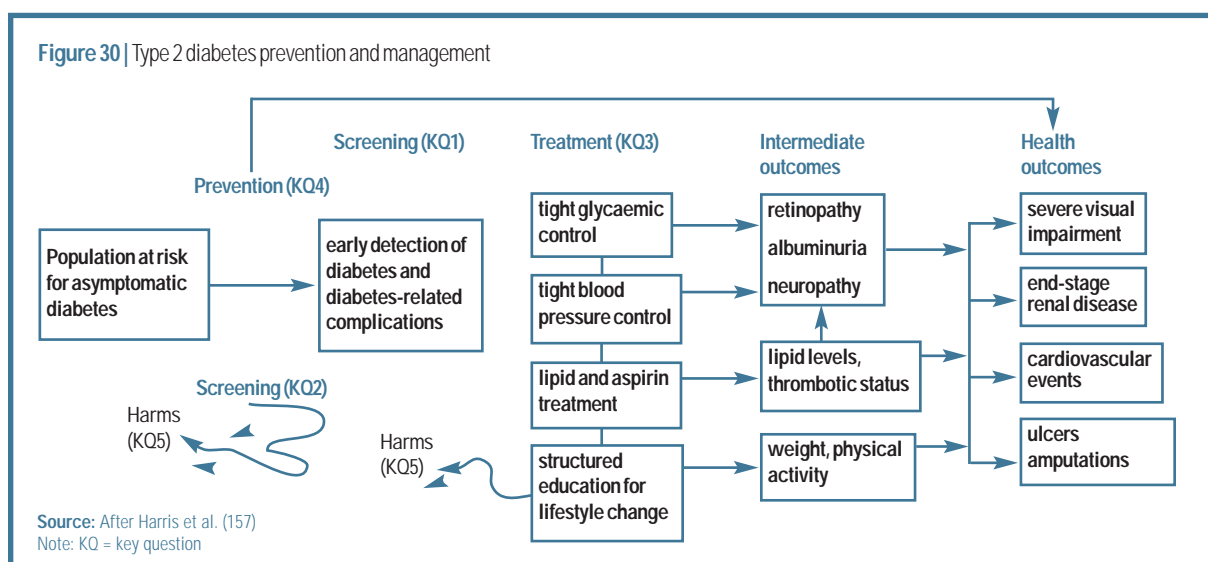 Figure 30 | Type 2 diabetes prevention and management
Screening (KQ1)
Treatment (KQ3)
Intermediate
outcomes
Health
outcomes
Prevention (KQ4)
Population at risk
for asymptomatic
diabetes
early detection of
diabetes and
diabetes-related
complications
tight glycaemic
control
tight blood
pressure control
lipid and aspirin
treatment
structured
education for
lifestyle change
retinopathy
albuminuria
neuropathy
lipid levels,
thrombotic status
weight, physical
activity
severe visual
impairment
end-stage
renal disease
cardiovascular
events
ulcers
amputations
Screening (KQ2)
Harms
(KQ5)
Harms
(KQ5)
Source: After Harris et al. (157)
Note: KQ = key question